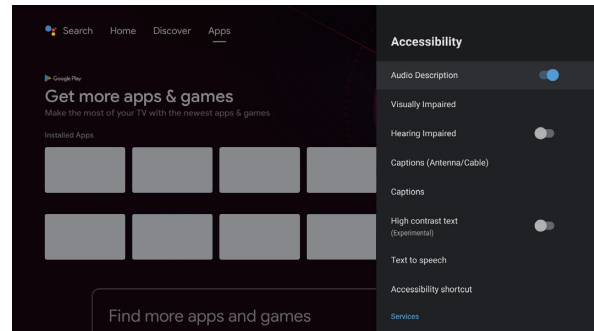 Search Home Discover Apps
Google Play
Get more apps & games
Make the most of your TV with the newest apps & games
Installed Apps
Find more apps and games
Accessibility
Audio Description
Visually Impaired
Hearing Impaired
Captions (Antenna/Cable)
Captions
High contrast text
(Experimental)
Text to speech
Accessibility shortcut
Services